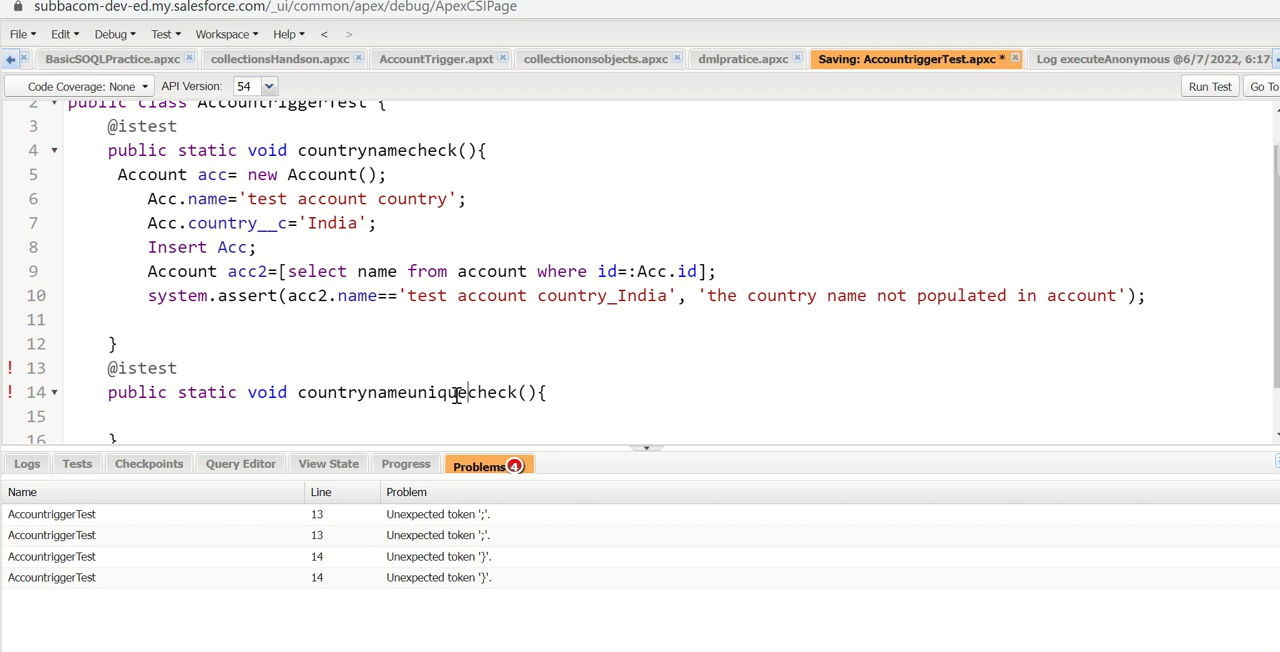 subbacom-dev-ed.my.salesforce.com/_ui/common/apex/debug/ApexCSIPage
File Edit Debug Test Workspace Help < >
BasicSOQLPractice.apxc collectionsHandson.apxc AccountTrigger.apxt collectiononsobjects.apxc dmlpratice.apxc Saving: AccountriggerTest.apxc * Log executeAnonymous @6/7/2022, 6:17:
Code Coverage: None API Version: 54 Run Test Go To
2 public class AccountriggerTest {
3 @istest
4 public static void countrynamecheck(){
5 Account acc= new Account();
6 Acc.name='test account country';
7 Acc.country__c='India';
8 Insert Acc;
9 Account acc2=[select name from account where id=:Acc.id];
10 system.assert(acc2.name=='test account country_India', 'the country name not populated in account');
11
12 }
! 13 @istest
! 14 public static void countrynameuniquecheck(){
15
16 }
Logs Tests Checkpoints Query Editor View State Progress Problems 4
Name Line Problem
AccountriggerTest 13 Unexpected token ';'.
AccountriggerTest 13 Unexpected token ';'.
AccountriggerTest 14 Unexpected token '}'.
AccountriggerTest 14 Unexpected token '}'.